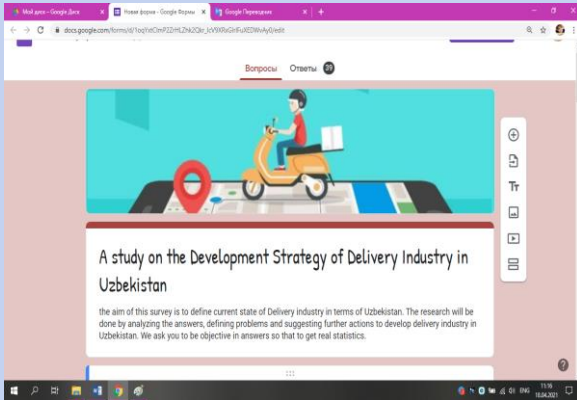 Мой диск – Google Диск
Новая форма - Google Формы
Google Переводчик
Вопросы Ответы 39
A study on the Development Strategy of Delivery Industry in
Uzbekistan
the aim of this survey is to define current state of Delivery industry in terms of Uzbekistan. The research will be
done by analyzing the answers, defining problems and suggesting further actions to develop delivery industry in
Uzbekistan. We ask you to be objective in answers so that to get real statistics.
11:16
10.04.2021